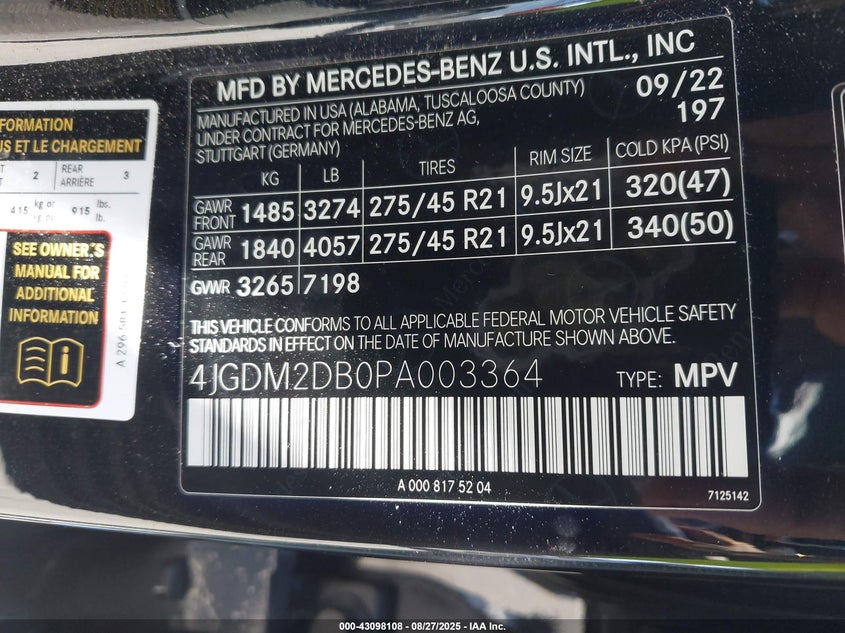 FORMATION
US ET LE CHARGEMENT
2 REAR ARRIÈRE 3
415 kg or kg ou 915 lbs. lb.
SEE OWNER'S
MANUAL FOR
ADDITIONAL
INFORMATION
MFD BY MERCEDES-BENZ U.S. INTL., INC
MANUFACTURED IN USA (ALABAMA, TUSCALOOSA COUNTY) 09/22
UNDER CONTRACT FOR MERCEDES-BENZ AG, 197
STUTTGART (GERMANY)
KG LB TIRES RIM SIZE COLD KPA (PSI)
GAWR FRONT 1485 3274 275/45 R21 9.5Jx21 320(47)
GAWR REAR 1840 4057 275/45 R21 9.5Jx21 340(50)
GVWR 3265 7198
THIS VEHICLE CONFORMS TO ALL APPLICABLE FEDERAL MOTOR VEHICLE SAFETY
STANDARDS IN EFFECT ON THE DATE OF MANUFACTURE SHOWN ABOVE.
4JGDM2DB0PA003364 TYPE: MPV
A 000 817 52 04
7125142
000-43098108 - 08/27/2025 - IAA Inc.